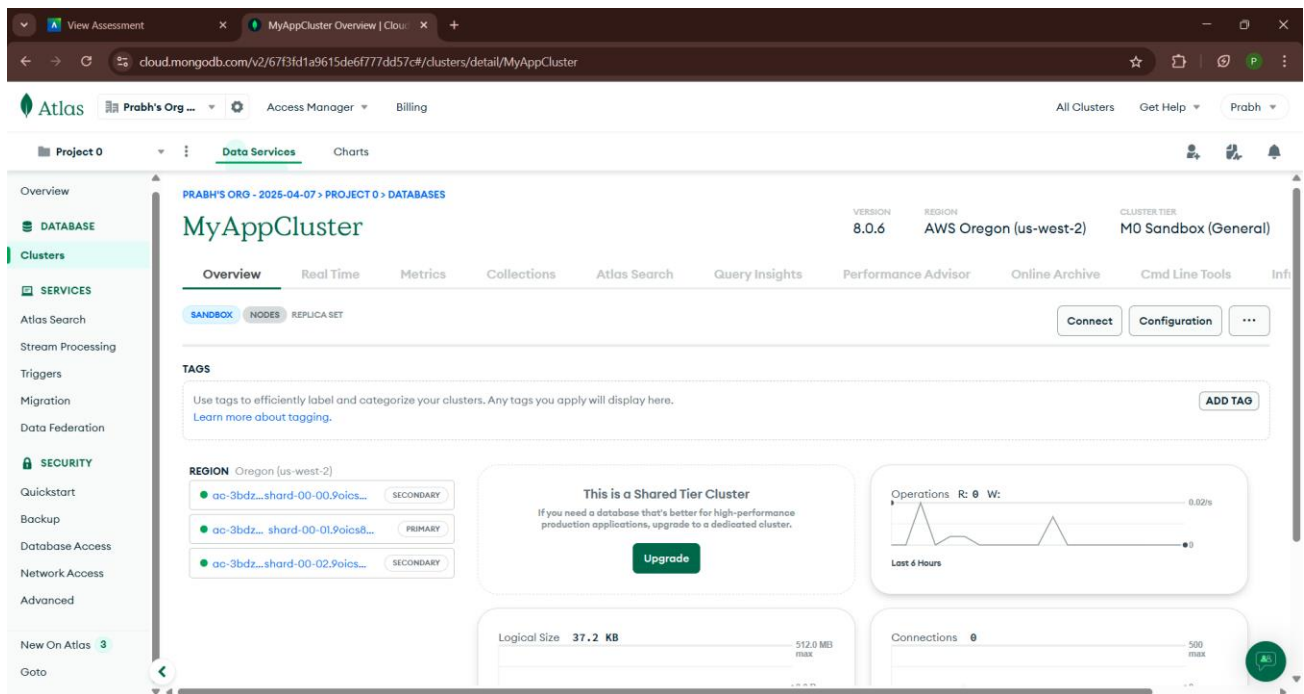 View Assessment
MyAppCluster Overview | Clou
cloud.mongodb.com/v2/67f3fd1a9615de6f777dd57c#/clusters/detail/MyAppCluster
P
Atlas
Prabh's Org ...
Access Manager
Billing
All Clusters
Get Help
Prabh
Project 0
Data Services
Charts
Overview
DATABASE
Clusters
SERVICES
Atlas Search
Stream Processing
Triggers
Migration
Data Federation
SECURITY
Quickstart
Backup
Database Access
Network Access
Advanced
New On Atlas 3
Goto
PRABH'S ORG - 2025-04-07 > PROJECT 0 > DATABASES
MyAppCluster
VERSION
8.0.6
REGION
AWS Oregon (us-west-2)
CLUSTER TIER
M0 Sandbox (General)
Overview Real Time Metrics Collections Atlas Search Query Insights Performance Advisor Online Archive Cmd Line Tools
SANDBOX NODES REPLICA SET
Connect
Configuration
...
TAGS
Use tags to efficiently label and categorize your clusters. Any tags you apply will display here.
Learn more about tagging.
ADD TAG
REGION Oregon (us-west-2)
ac-3bdz...shard-00-00.9oics... SECONDARY
ac-3bdz... shard-00-01.9oics8... PRIMARY
ac-3bdz...shard-00-02.9oics... SECONDARY
This is a Shared Tier Cluster
If you need a database that's better for high-performance
production applications, upgrade to a dedicated cluster.
Upgrade
Operations R: 0 W:
0.02/s
0
Last 6 Hours
Logical Size 37.2 KB
512.0 MB
max
Connections 0
500
max